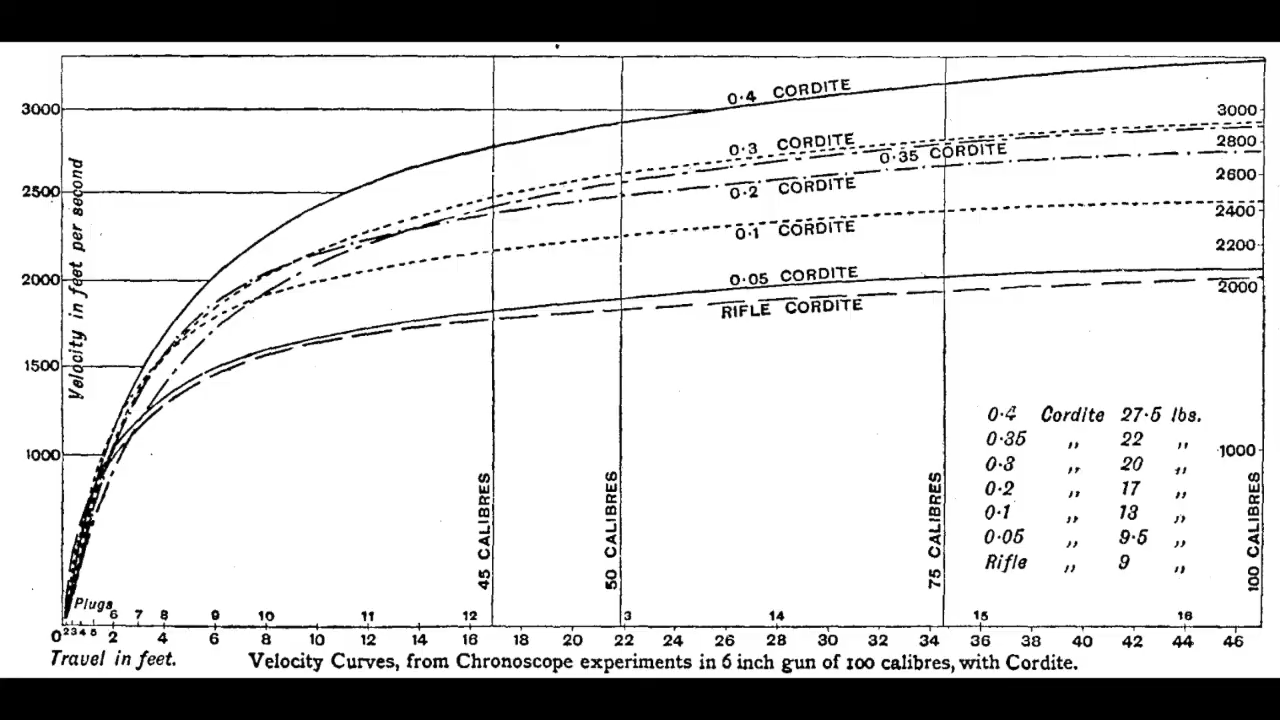 3000
2500
2000
1500
1000
Velocity in feet per second
0·4 CORDITE
0·3 CORDITE
0·35 CORDITE
0·2 CORDITE
0·1 CORDITE
0·05 CORDITE
RIFLE CORDITE
3000
2800
2600
2400
2200
2000
1000
45 CALIBRES
50 CALIBRES
75 CALIBRES
100 CALIBRES
0·4 Cordite 27·5 lbs.
0·35 ,, 22 ,,
0·3 ,, 20 ,,
0·2 ,, 17 ,,
0·1 ,, 13 ,,
0·05 ,, 9·5 ,,
Rifle ,, 9 ,,
Plugs
2 3 4 5 6 7 8 9 10 11 12 3 14 15 16
0 2 4 6 8 10 12 14 16 18 20 22 24 26 28 30 32 34 36 38 40 42 44 46
Travel in feet.
Velocity Curves, from Chronoscope experiments in 6 inch gun of 100 calibres, with Cordite.